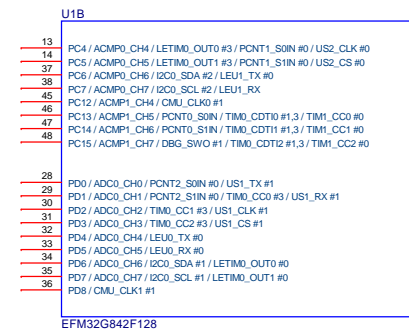 U1B
13 PC4 / ACMP0_CH4 / LETIM0_OUT0 #3 / PCNT1_S0IN #0 / US2_CLK #0
14 PC5 / ACMP0_CH5 / LETIM0_OUT1 #3 / PCNT1_S1IN #0 / US2_CS #0
37 PC6 / ACMP0_CH6 / I2C0_SDA #2 / LEU1_TX #0
38 PC7 / ACMP0_CH7 / I2C0_SCL #2 / LEU1_RX
45 PC12 / ACMP1_CH4 / CMU_CLK0 #1
46 PC13 / ACMP1_CH5 / PCNT0_S0IN / TIM0_CDTI0 #1,3 / TIM1_CC0 #0
47 PC14 / ACMP1_CH6 / PCNT0_S1IN / TIM0_CDTI1 #1,3 / TIM1_CC1 #0
48 PC15 / ACMP1_CH7 / DBG_SWO #1 / TIM0_CDTI2 #1,3 / TIM1_CC2 #0
28 PD0 / ADC0_CH0 / PCNT2_S0IN #0 / US1_TX #1
29 PD1 / ADC0_CH1 / PCNT2_S1IN #0 / TIM0_CC0 #3 / US1_RX #1
30 PD2 / ADC0_CH2 / TIM0_CC1 #3 / US1_CLK #1
31 PD3 / ADC0_CH3 / TIM0_CC2 #3 / US1_CS #1
32 PD4 / ADC0_CH4 / LEU0_TX #0
33 PD5 / ADC0_CH5 / LEU0_RX #0
34 PD6 / ADC0_CH6 / I2C0_SDA #1 / LETIM0_OUT0 #0
35 PD7 / ADC0_CH7 / I2C0_SCL #1 / LETIM0_OUT1 #0
36 PD8 / CMU_CLK1 #1
EFM32G842F128